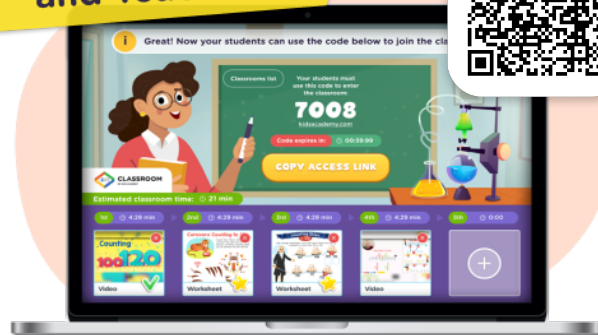 and
Great! Now your students can use the code below to join the cla
Classrooms list
Your students must
use this code to enter
the classroom:
7008
kidsacademy.com
Code expires in: 00:59:99
COPY ACCESS LINK
CLASSROOM
Estimated classroom time: 21 min
1st 4:29 min 2nd 4:29 min 3rd 4:29 min 4th 4:29 min 5th 0:00
Counting
100 120
Video
Worksheet
Worksheet
Video